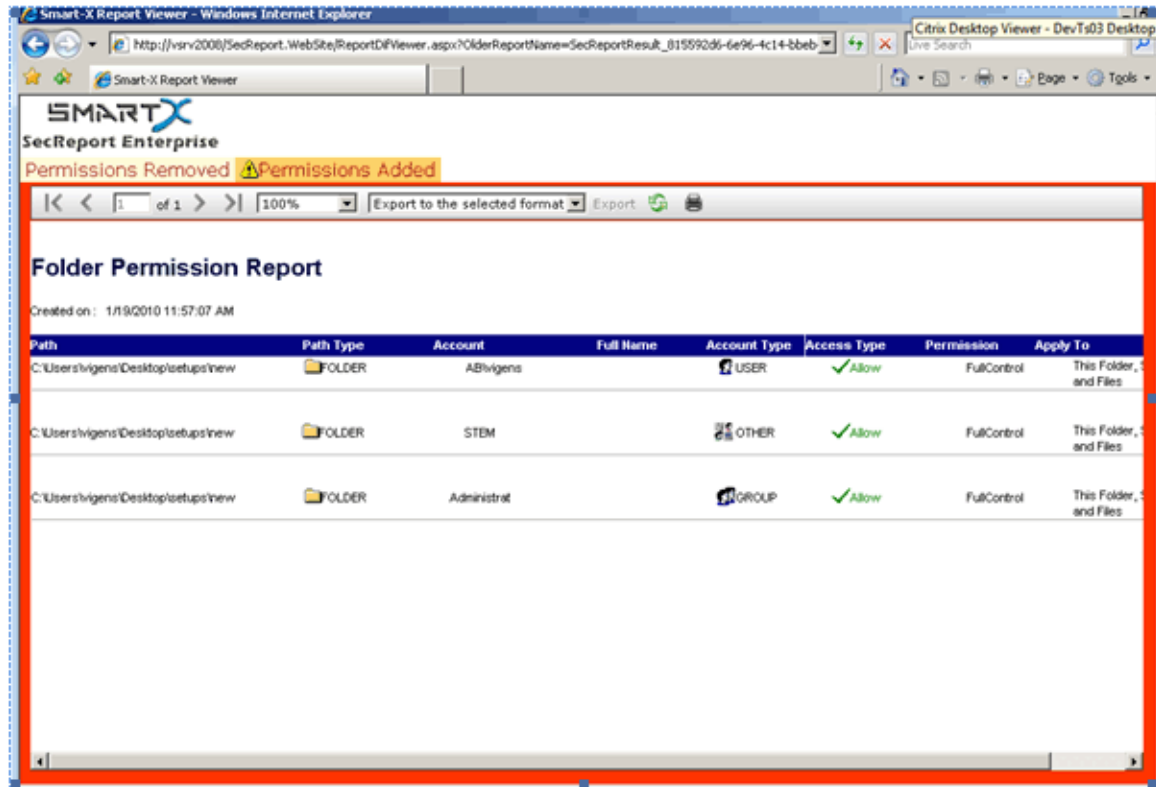 Smart-X Report Viewer - Windows Internet Explorer
Citrix Desktop Viewer - DevTs03 Desktop
http://vsrv2008/SecReport.WebSite/ReportDifViewer.aspx?OlderReportName=SecReportResult_815592d6-6e96-4c14-bbeb-
Live Search
Smart-X Report Viewer
Page Tools
SMARTX
SecReport Enterprise
Permissions Removed Permissions Added
1 of 1 100% Export to the selected format Export
Folder Permission Report
Created on : 1/19/2010 11:57:07 AM
Path Path Type Account Full Name Account Type Access Type Permission Apply To
C:\Users\vigens\Desktop\setups\new FOLDER AB\vigens USER Allow FullControl This Folder, S
and Files
C:\Users\vigens\Desktop\setups\new FOLDER STEM OTHER Allow FullControl This Folder, S
and Files
C:\Users\vigens\Desktop\setups\new FOLDER Administrat GROUP Allow FullControl This Folder, S
and Files